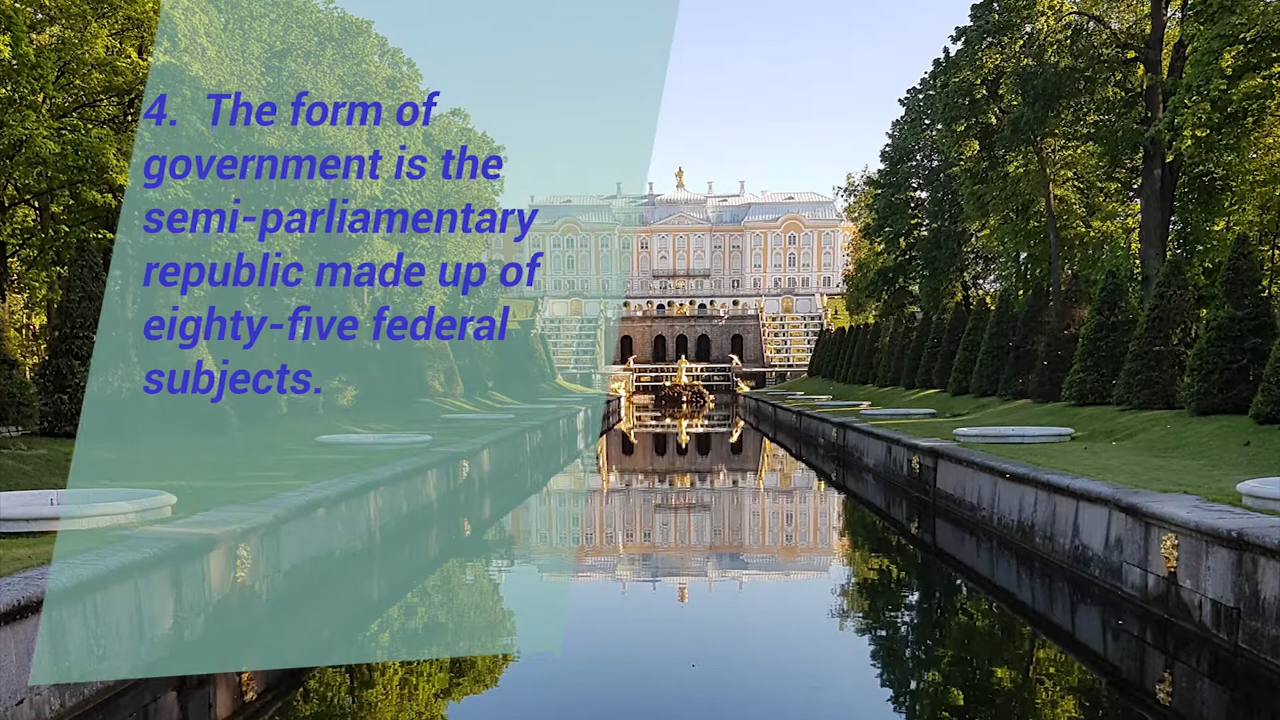 4. The form of
government is the
semi-parliamentary
republic made up of
eighty-five federal
subjects.